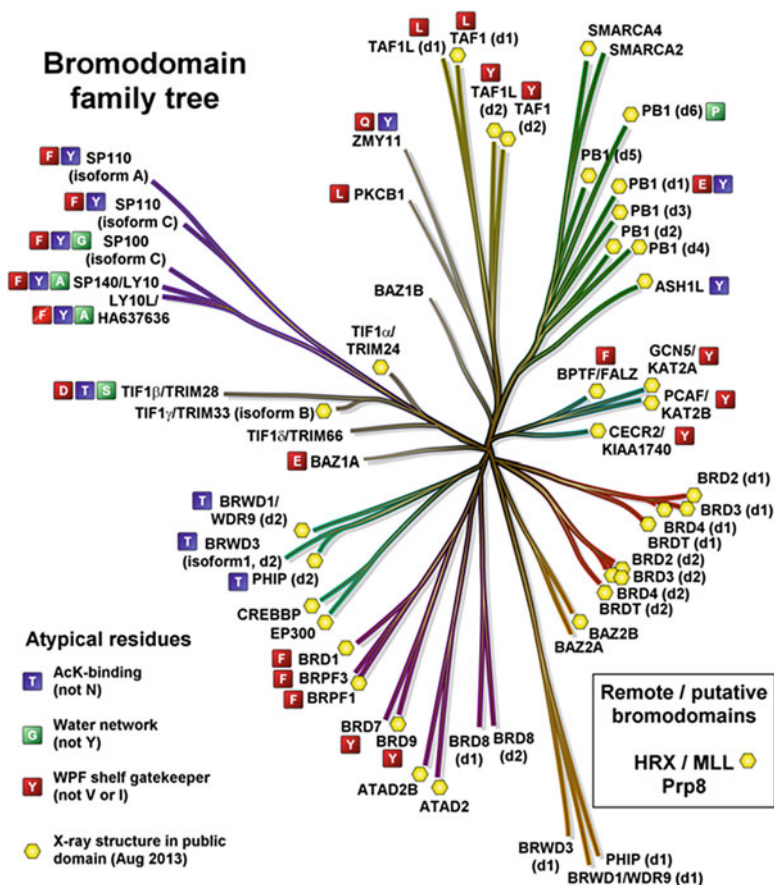 Bromodomain
family tree
L
TAF1L (d1)
L
TAF1 (d1)
Y
TAF1L
(d2)
Y
TAF1
(d2)
SMARCA4
SMARCA2
PB1 (d6) P
PB1 (d5)
PB1 (d1) E Y
PB1 (d3)
PB1 (d2)
PB1 (d4)
ASH1L Y
Q Y
ZMY11
L PKCB1
BAZ1B
F Y SP110
(isoform A)
F Y SP110
(isoform C)
F Y G SP100
(isoform C)
F Y A SP140/LY10
LY10L/
F Y A HA637636
TIF1α/
TRIM24
D T S TIF1β/TRIM28
TIF1γ/TRIM33 (isoform B)
TIF1δ/TRIM66
E BAZ1A
F
BPTF/FALZ
GCN5/
KAT2A Y
PCAF/
KAT2B Y
CECR2/
KIAA1740 Y
BRD2 (d1)
BRD3 (d1)
BRD4 (d1)
BRDT (d1)
BRD2 (d2)
BRD3 (d2)
BRD4 (d2)
BRDT (d2)
BAZ2B
BAZ2A
T BRWD1/
WDR9 (d2)
T BRWD3
(isoform1, d2)
T PHIP (d2)
CREBBP
EP300
F BRD1
F BRPF3
F BRPF1
BRD7
Y
BRD9
Y
ATAD2B
ATAD2
BRD8
(d1)
BRD8
(d2)
BRWD3
(d1)
PHIP (d1)
BRWD1/WDR9 (d1)
Atypical residues
T AcK-binding
(not N)
G Water network
(not Y)
Y WPF shelf gatekeeper
(not V or I)
X-ray structure in public
domain (Aug 2013)
Remote / putative
bromodomains
HRX / MLL
Prp8